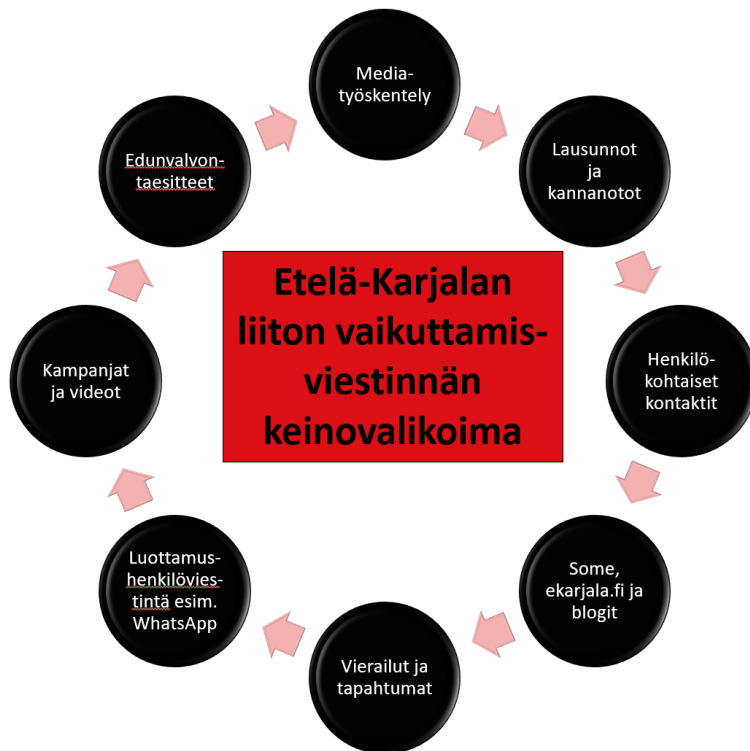 Media-
työskentely
Lausunnot
ja
kannanotot
Henkilö-
kohtaiset
kontaktit
Some,
ekarjala.fi ja
blogit
Vierailut ja
tapahtumat
Luottamus-
henkilövies-
tintä esim.
WhatsApp
Kampanjat
ja videot
Edunvalvon-
taesitteet
Etelä-Karjalan
liiton vaikuttamis-
viestinnän
keinovalikoima